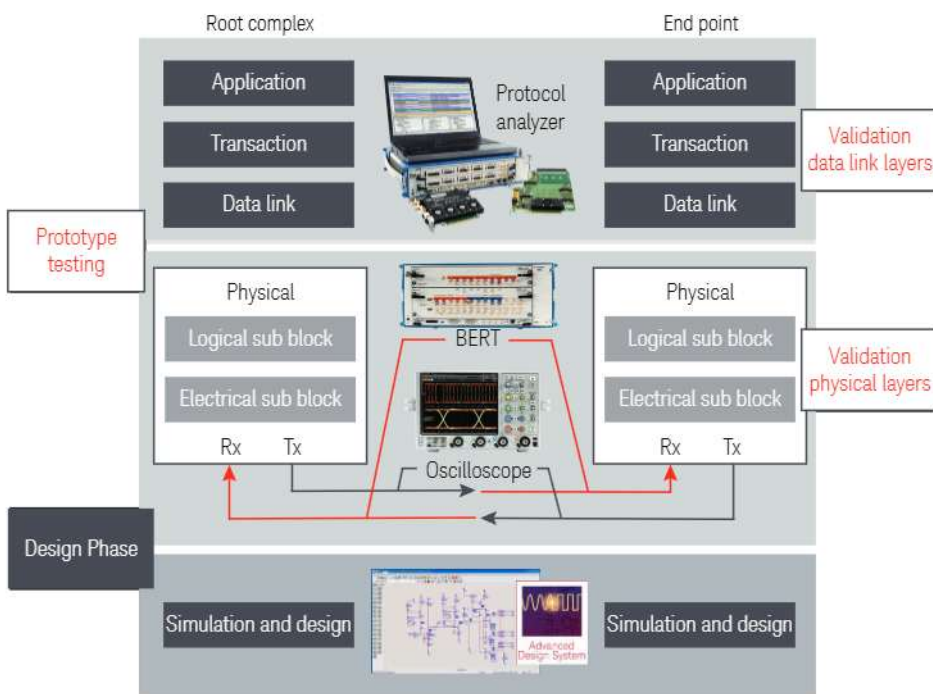 Root complex
End point
Application
Protocol
analyzer
Application
Transaction
Transaction
Validation
data link layers
Data link
Data link
Prototype
testing
Physical
Physical
Logical sub block
BERT
Logical sub block
Validation
physical layers
Electrical sub block
Electrical sub block
Rx
Tx
Oscilloscope
Rx
Tx
Design Phase
Simulation and design
Advanced
Design System
Simulation and design